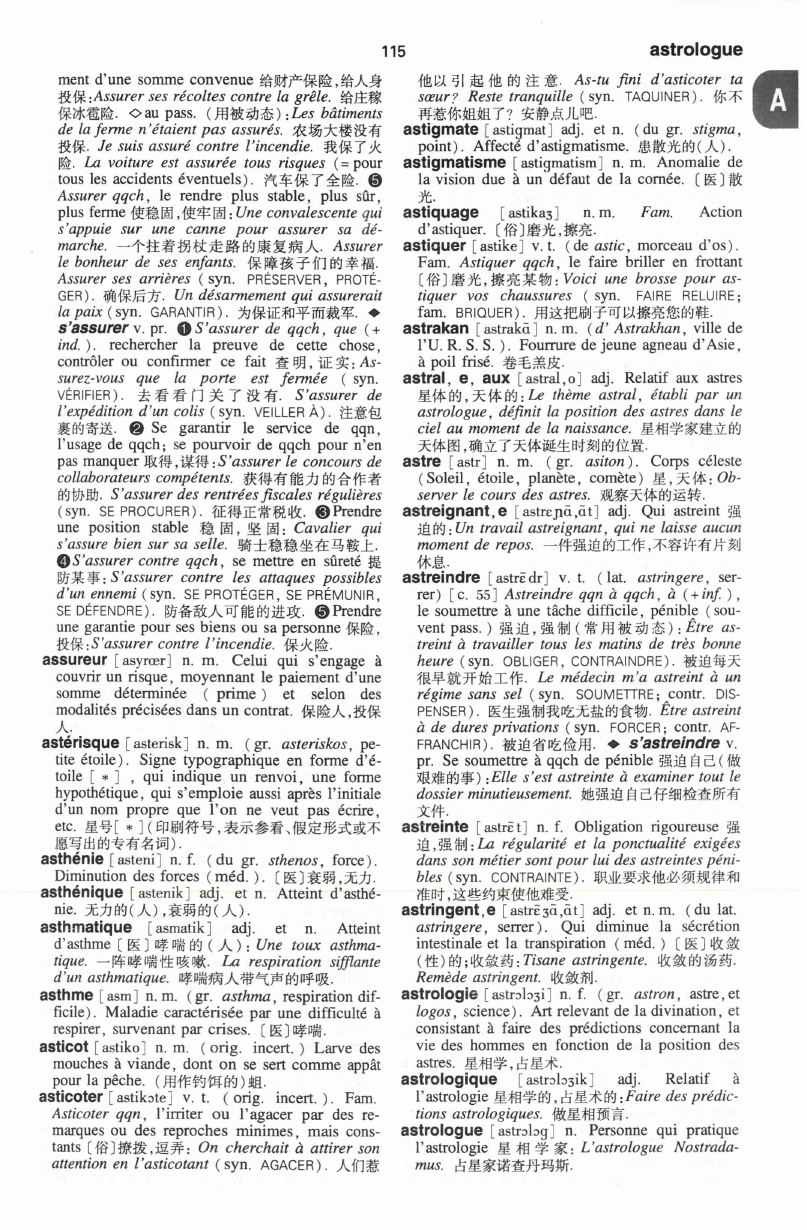 115
astrologue
A
ment d'une somme convenue 给财产保险,给人身
投保:Assurer ses récoltes contre la grêle. 给庄稼
保冰雹险. ◇au pass. (用被动态):Les bâtiments
de la ferme n'étaient pas assurés. 农场大楼没有
投保. Je suis assuré contre l'incendie. 我保了火
险. La voiture est assurée tous risques (= pour
tous les accidents éventuels). 汽车保了全险. ❺
Assurer qqch, le rendre plus stable, plus sûr,
plus ferme 使稳固,使牢固:Une convalescente qui
s'appuie sur une canne pour assurer sa dé-
marche. 一个拄着拐杖走路的康复病人. Assurer
le bonheur de ses enfants. 保障孩子们的幸福.
Assurer ses arrières (syn. PRÉSERVER, PROTÉ-
GER). 确保后方. Un désarmement qui assurerait
la paix (syn. GARANTIR). 为保证和平而裁军. ◆
s'assurer v. pr. ❶ S'assurer de qqch, que (+
ind.). rechercher la preuve de cette chose,
contrôler ou confirmer ce fait 查明,证实: As-
surez-vous que la porte est fermée (syn.
VÉRIFIER). 去看看门关了没有. S'assurer de
l'expédition d'un colis (syn. VEILLER À). 注意包
裹的寄送. ❷ Se garantir le service de qqn,
l'usage de qqch; se pourvoir de qqch pour n'en
pas manquer 取得,谋得:S'assurer le concours de
collaborateurs compétents. 获得有能力的合作者
的协助. S'assurer des rentrées fiscales régulières
(syn. SE PROCURER). 征得正常税收. ❸Prendre
une position stable 稳固,坚固: Cavalier qui
s'assure bien sur sa selle. 骑士稳稳坐在马鞍上.
❹S'assurer contre qqch, se mettre en sûreté 提
防某事:S'assurer contre les attaques possibles
d'un ennemi (syn. SE PROTÉGER, SE PRÉMUNIR,
SE DÉFENDRE). 防备敌人可能的进攻. ❺Prendre
une garantie pour ses biens ou sa personne 保险,
投保:S'assurer contre l'incendie. 保火险.
assureur [asyrœr] n. m. Celui qui s'engage à
couvrir un risque, moyennant le paiement d'une
somme déterminée (prime) et selon des
modalités précisées dans un contrat. 保险人,投保
人.
astérisque [asterisk] n. m. (gr. asteriskos, pe-
tite étoile). Signe typographique en forme d'é-
toile [*], qui indique un renvoi, une forme
hypothétique, qui s'emploie aussi après l'initiale
d'un nom propre que l'on ne veut pas écrire,
etc. 星号[*](印刷符号,表示参看、假定形式或不
愿写出的专有名词).
asthénie [asteni] n. f. (du gr. sthenos, force).
Diminution des forces (méd.). 〔医〕衰弱,无力.
asthénique [astenik] adj. et n. Atteint d'asthé-
nie. 无力的(人),衰弱的(人).
asthmatique [asmatik] adj. et n. Atteint
d'asthme〔医〕哮喘的(人): Une toux asthma-
tique. 一阵哮喘性咳嗽. La respiration sifflante
d'un asthmatique. 哮喘病人带气声的呼吸.
asthme [asm] n. m. (gr. asthma, respiration dif-
ficile). Maladie caractérisée par une difficulté à
respirer, survenant par crises. 〔医〕哮喘.
asticot [astiko] n. m. (orig. incert.) Larve des
mouches à viande, dont on se sert comme appât
pour la pêche. (用作钓饵的)蛆.
asticoter [astikɔte] v. t. (orig. incert.). Fam.
Asticoter qqn, l'irriter ou l'agacer par des re-
marques ou des reproches minimes, mais cons-
tants〔俗〕撩拨,逗弄: On cherchait à attirer son
attention en l'asticotant (syn. AGACER). 人们惹
他以引起他的注意. As-tu fini d'asticoter ta
sœur? Reste tranquille (syn. TAQUINER). 你不
再惹你姐姐了? 安静点儿吧.
astigmate [astigmat] adj. et n. (du gr. stigma,
point). Affecté d'astigmatisme. 患散光的(人).
astigmatisme [astigmatism] n. m. Anomalie de
la vision due à un défaut de la cornée. 〔医〕散
光.
astiquage [astikaʒ] n. m. Fam. Action
d'astiquer. 〔俗〕磨光,擦亮.
astiquer [astike] v. t. (de astic, morceau d'os).
Fam. Astiquer qqch, le faire briller en frottant
〔俗〕磨光,擦亮某物: Voici une brosse pour as-
tiquer vos chaussures (syn. FAIRE RELUIRE;
fam. BRIQUER). 用这把刷子可以擦亮您的鞋.
astrakan [astrakɑ̃] n. m. (d'Astrakhan, ville de
l'U. R. S. S.). Fourrure de jeune agneau d'Asie,
à poil frisé. 卷毛羔皮.
astral, e, aux [astral,o] adj. Relatif aux astres
星体的,天体的: Le thème astral, établi par un
astrologue, définit la position des astres dans le
ciel au moment de la naissance. 星相学家建立的
天体图,确立了天体诞生时刻的位置.
astre [astr] n. m. (gr. asiton). Corps céleste
(Soleil, étoile, planète, comète) 星,天体: Ob-
server le cours des astres. 观察天体的运转.
astreignant,e [astrɛɲɑ̃,ɑ̃t] adj. Qui astreint 强
迫的: Un travail astreignant, qui ne laisse aucun
moment de repos. 一件强迫的工作,不容许有片刻
休息.
astreindre [astrɛ̃dr] v. t. (lat. astringere, ser-
rer) [c. 55] Astreindre qqn à qqch, à (+inf.),
le soumettre à une tâche difficile, pénible (sou-
vent pass.) 强迫,强制(常用被动态): Être as-
treint à travailler tous les matins de très bonne
heure (syn. OBLIGER, CONTRAINDRE). 被迫每天
很早就开始工作. Le médecin m'a astreint à un
régime sans sel (syn. SOUMETTRE; contr. DIS-
PENSER). 医生强制我吃无盐的食物. Être astreint
à de dures privations (syn. FORCER; contr. AF-
FRANCHIR). 被迫省吃俭用. ◆ s'astreindre v.
pr. Se soumettre à qqch de pénible 强迫自己(做
艰难的事):Elle s'est astreinte à examiner tout le
dossier minutieusement. 她强迫自己仔细检查所有
文件.
astreinte [astrɛ̃t] n. f. Obligation rigoureuse 强
迫,强制: La régularité et la ponctualité exigées
dans son métier sont pour lui des astreintes péni-
bles (syn. CONTRAINTE). 职业要求他必须规律和
准时,这些约束使他难受.
astringent,e [astrɛ̃ʒɑ̃,ɑ̃t] adj. et n. m. (du lat.
astringere, serrer). Qui diminue la sécrétion
intestinale et la transpiration (méd.)〔医〕收敛
(性)的;收敛药: Tisane astringente. 收敛的汤药.
Remède astringent. 收敛剂.
astrologie [astrɔlɔʒi] n. f. (gr. astron, astre, et
logos, science). Art relevant de la divination, et
consistant à faire des prédictions concernant la
vie des hommes en fonction de la position des
astres. 星相学,占星术.
astrologique [astrɔlɔʒik] adj. Relatif à
l'astrologie 星相学的,占星术的: Faire des prédic-
tions astrologiques. 做星相预言.
astrologue [astrɔlɔg] n. Personne qui pratique
l'astrologie 星相学家: L'astrologue Nostrada-
mus. 占星家诺查丹玛斯.